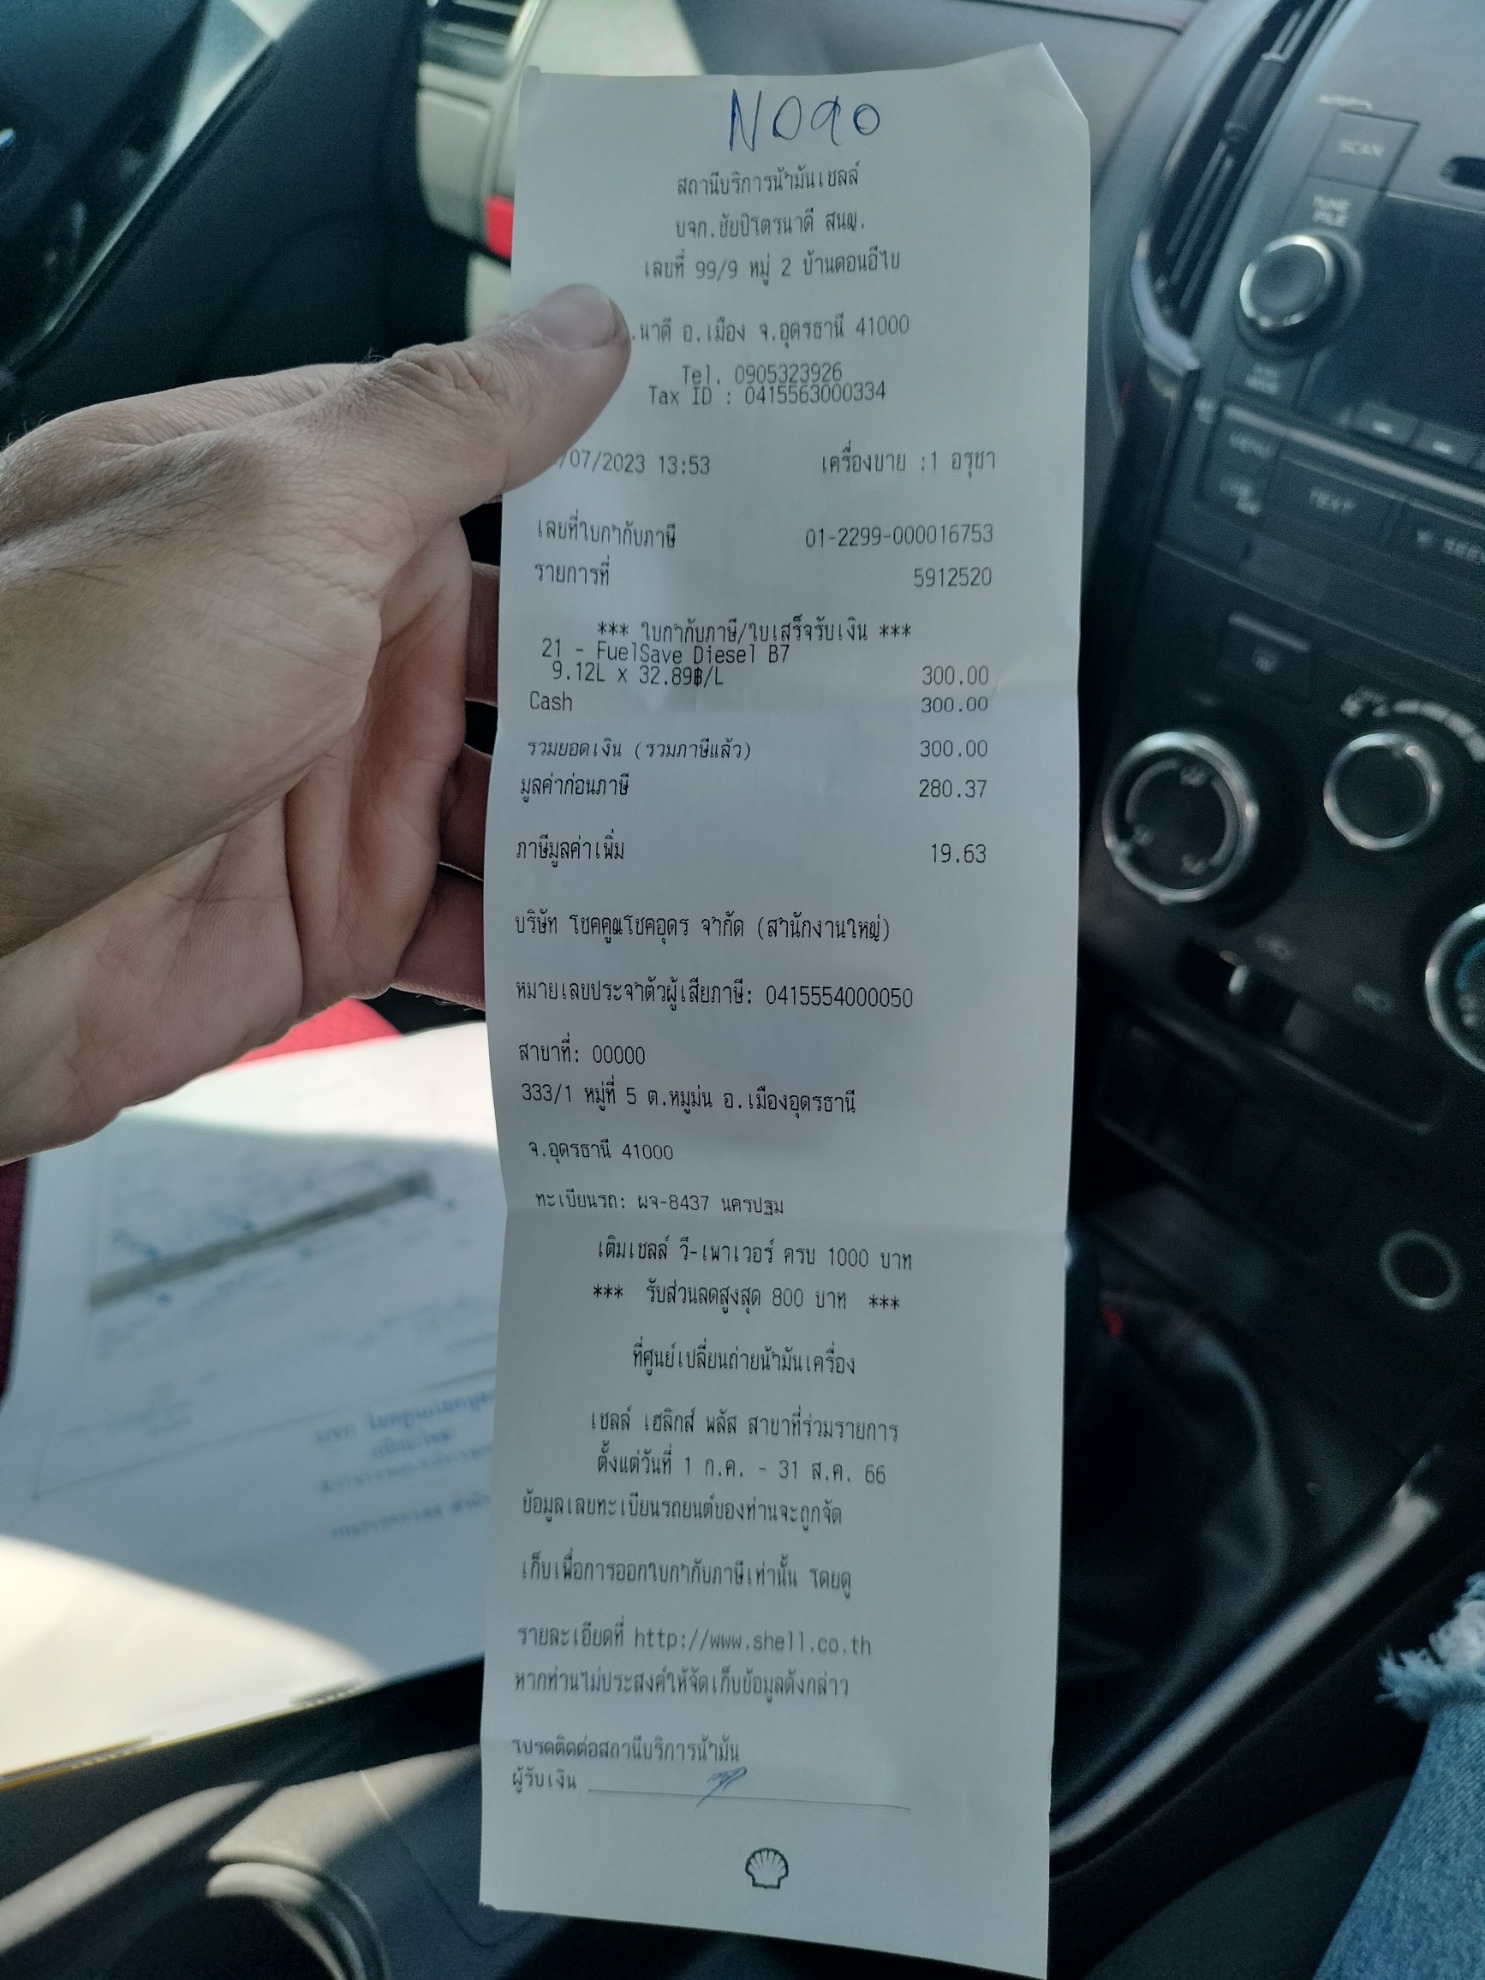 NO90
สถานีบริการน้ำมันเชลล์
บจก.ชัยปิโตรนาดี สนญ.
เลขที่ 99/9 หมู่ 2 บ้านดอนอีไข
.นาดี อ.เมือง จ.อุดรธานี 41000
Tel. 0905323926
Tax ID : 0415563000334
/07/2023 13:53 เครื่องขาย :1 อรุชา
เลขที่ใบกำกับภาษี 01-2299-000016753
รายการที่ 5912520
*** ใบกำกับภาษี/ใบเสร็จรับเงิน ***
21 - FuelSave Diesel B7
9.12L x 32.89฿/L 300.00
Cash 300.00
รวมยอดเงิน (รวมภาษีแล้ว) 300.00
มูลค่าก่อนภาษี 280.37
ภาษีมูลค่าเพิ่ม 19.63
บริษัท โชคคูณโชคอุดร จำกัด (สำนักงานใหญ่)
หมายเลขประจำตัวผู้เสียภาษี: 0415554000050
สาขาที่: 00000
333/1 หมู่ที่ 5 ต.หมูม่น อ.เมืองอุดรธานี
จ.อุดรธานี 41000
ทะเบียนรถ: ผจ-8437 นครปฐม
เติมเชลล์ วี-เพาเวอร์ ครบ 1000 บาท
*** รับส่วนลดสูงสุด 800 บาท ***
ที่ศูนย์เปลี่ยนถ่ายน้ำมันเครื่อง
เชลล์ เฮลิกส์ พลัส สาขาที่ร่วมรายการ
ตั้งแต่วันที่ 1 ก.ค. - 31 ส.ค. 66
ข้อมูลเลขทะเบียนรถยนต์ของท่านจะถูกจัด
เก็บเพื่อการออกใบกำกับภาษีเท่านั้น โดยดู
รายละเอียดที่ http://www.shell.co.th
หากท่านไม่ประสงค์ให้จัดเก็บข้อมูลดังกล่าว
โปรดติดต่อสถานีบริการน้ำมัน
ผู้รับเงิน
SCAN
TUNE
FILE
MENU
TEXT
SEEK